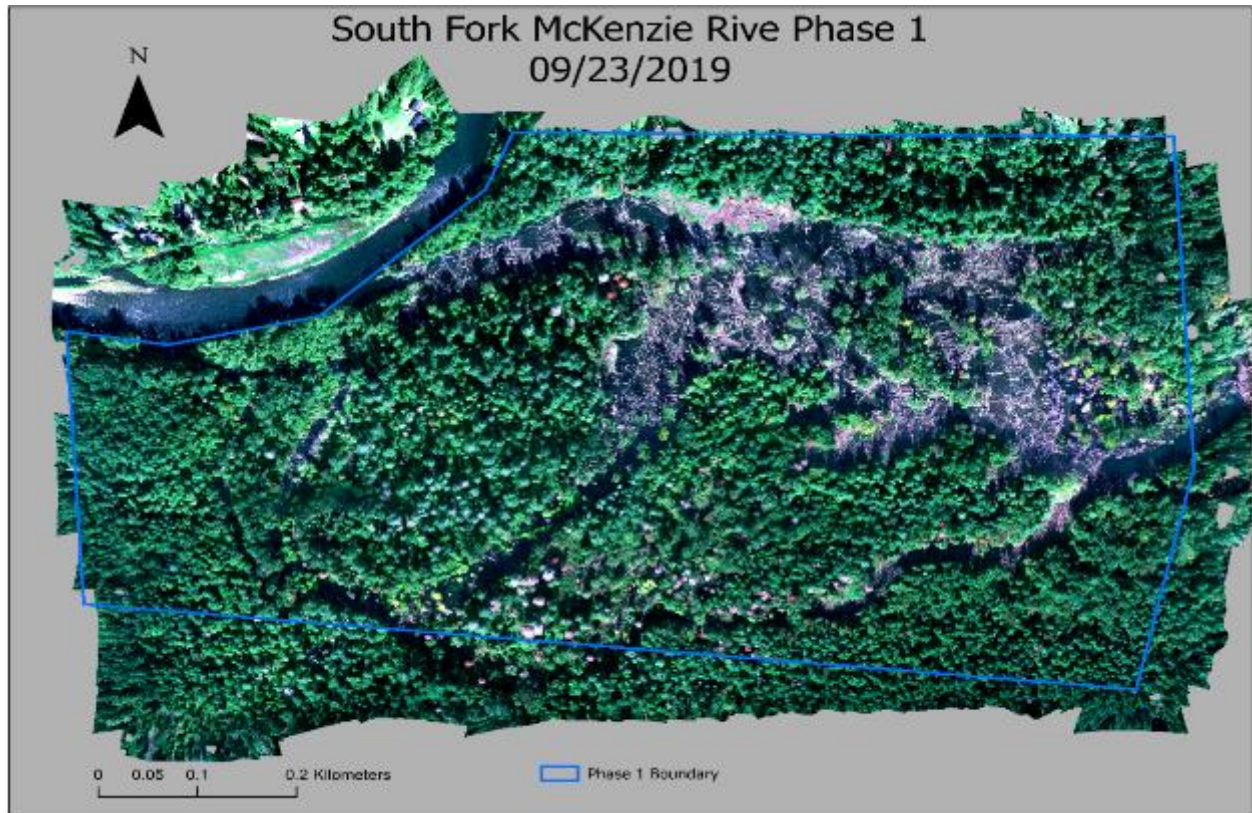 South Fork McKenzie Rive Phase 1
09/23/2019
N
0 0.05 0.1 0.2 Kilometers
Phase 1 Boundary